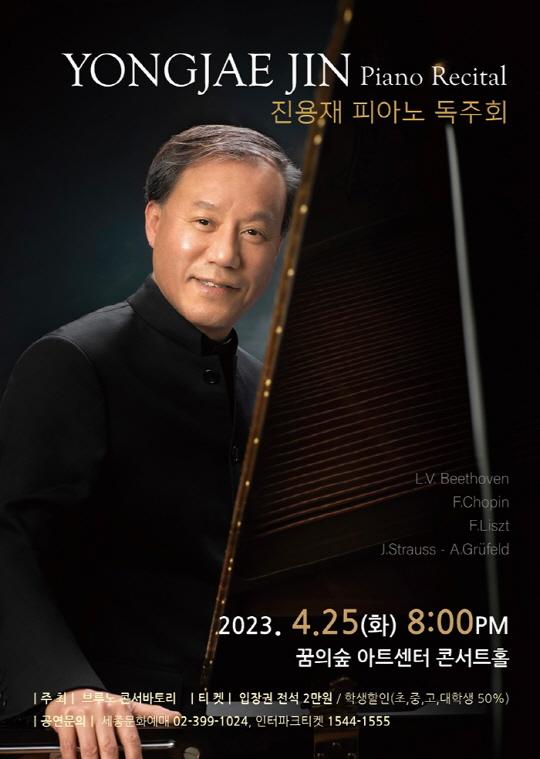 YONGJAE JIN Piano Recital
진용재 피아노 독주회
L.V. Beethoven
F.Chopin
F.Liszt
J.Strauss - A.Grüfeld
2023. 4.25(화) 8:00PM
꿈의숲 아트센터 콘서트홀
| 주 최 | 브루노 콘서바토리 | 티 켓 | 입장권 전석 2만원 / 학생할인(초,중,고,대학생 50%)
| 공연문의 | 세종문화예매 02-399-1024, 인터파크티켓 1544-1555